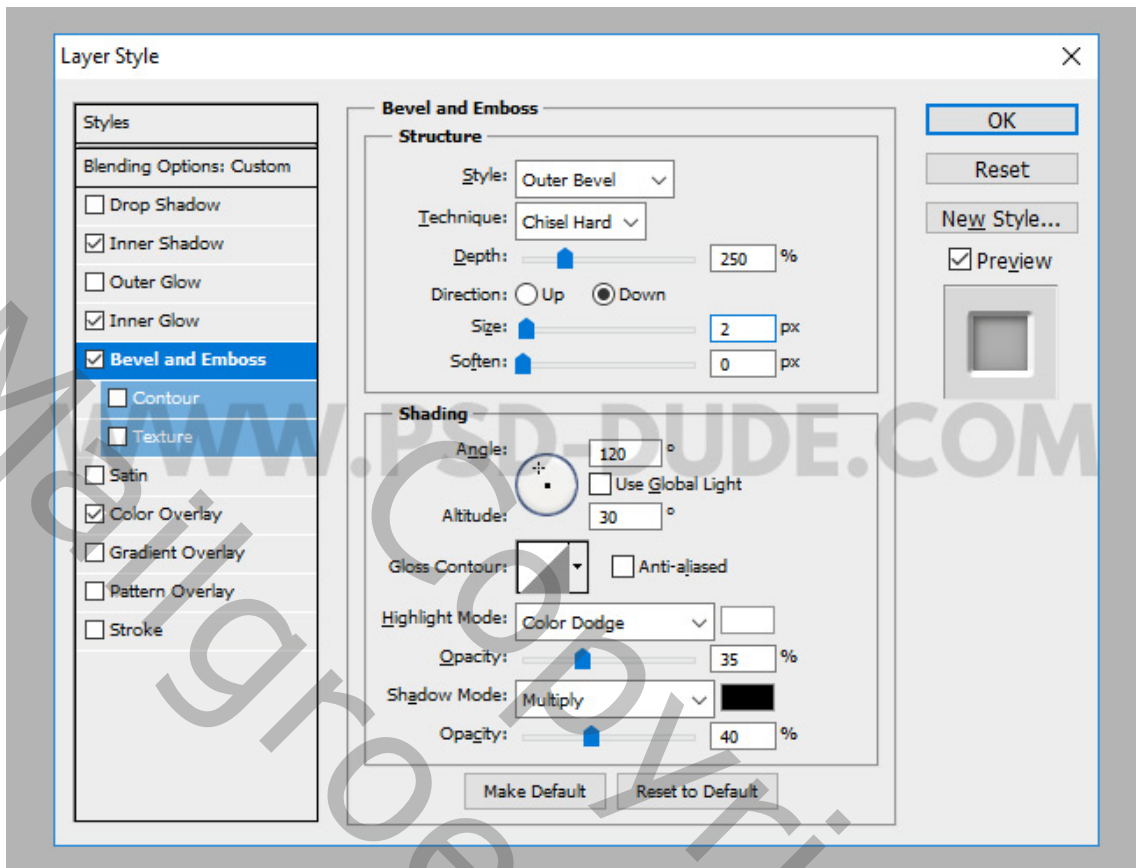 Layer Style
Styles
Blending Options: Custom
Drop Shadow
Inner Shadow
Outer Glow
Inner Glow
Bevel and Emboss
Contour
Texture
Satin
Color Overlay
Gradient Overlay
Pattern Overlay
Stroke
Bevel and Emboss
Structure
Style: Outer Bevel
Technique: Chisel Hard
Depth: 250 %
Direction: Up Down
Size: 2 px
Soften: 0 px
Shading
Angle: 120 °
Use Global Light
Altitude: 30 °
Gloss Contour: Anti-aliased
Highlight Mode: Color Dodge
Opacity: 35 %
Shadow Mode: Multiply
Opacity: 40 %
Make Default Reset to Default
OK
Reset
New Style...
Preview
WWW.PSD-DUDE.COM